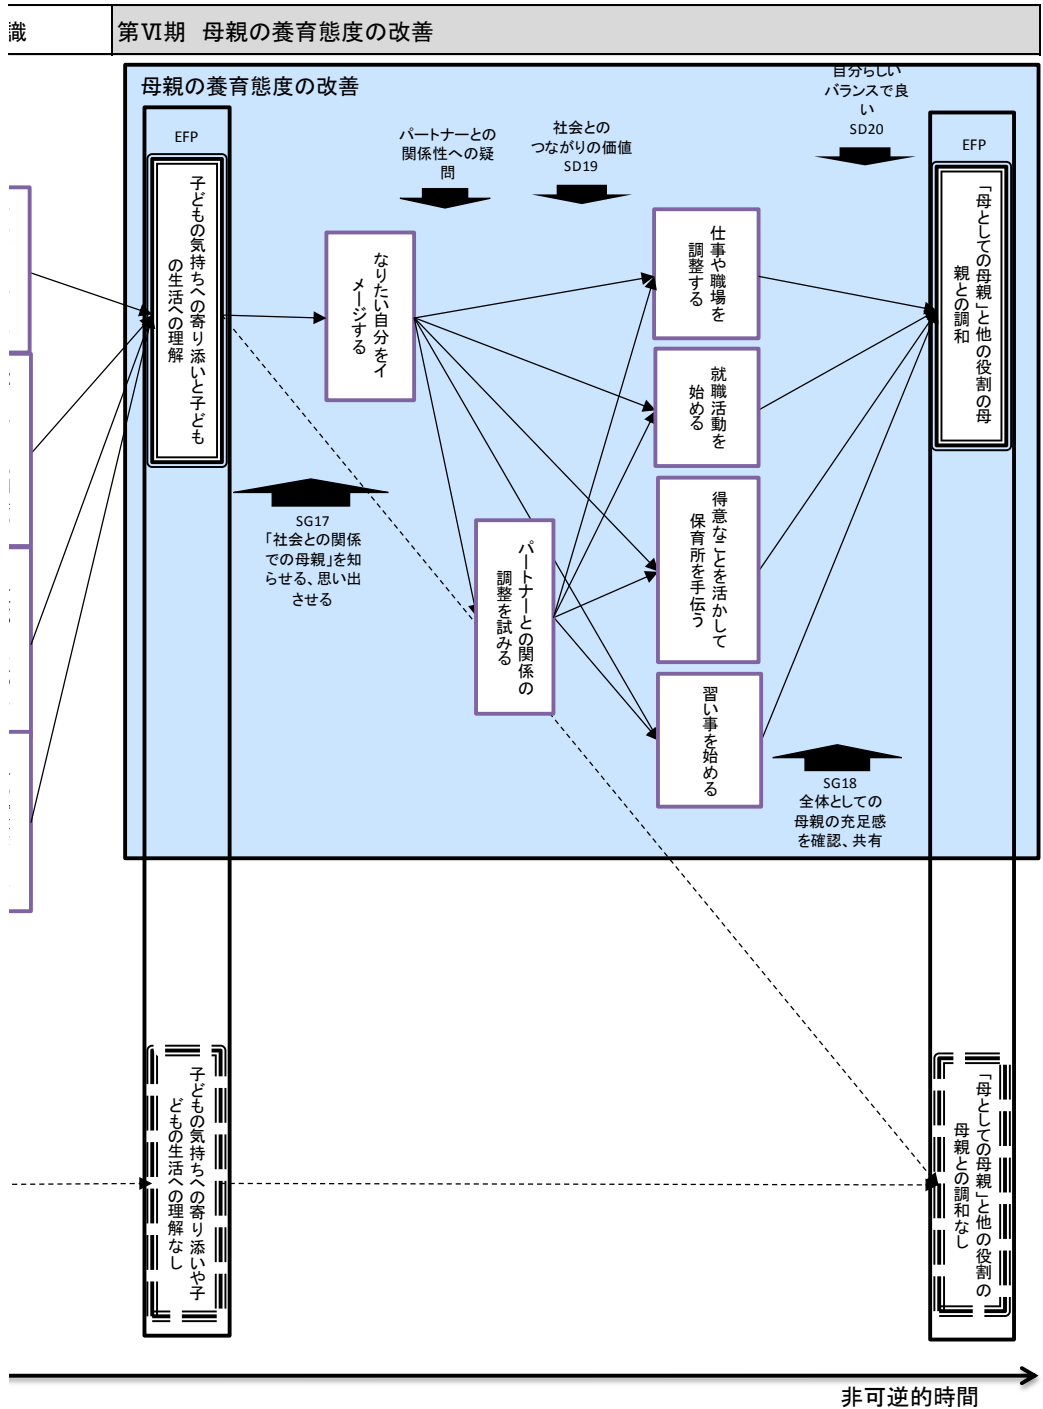 識
第Ⅵ期 母親の養育態度の改善
母親の養育態度の改善
EFP
子どもの気持ちへの寄り添いと子ども
の生活への理解
パートナーとの
関係性への疑
問
社会との
つながりの価値
SD19
自分らしい
バランスで良
い
SD20
EFP
「母としての母親」と他の役割の母
親との調和
なりたい自分をイ
メージする
仕事や職場を
調整する
就職活動を
始める
得意なことを活かして
保育所を手伝う
習い事を始める
パートナーとの関係の
調整を試みる
SG17
「社会との関係
での母親」を知
らせる、思い出
させる
SG18
全体としての
母親の充足感
を確認、共有
子どもの気持ちへの寄り添いや子
どもの生活への理解なし
「母としての母親」と他の役割の
母親との調和なし
非可逆的時間